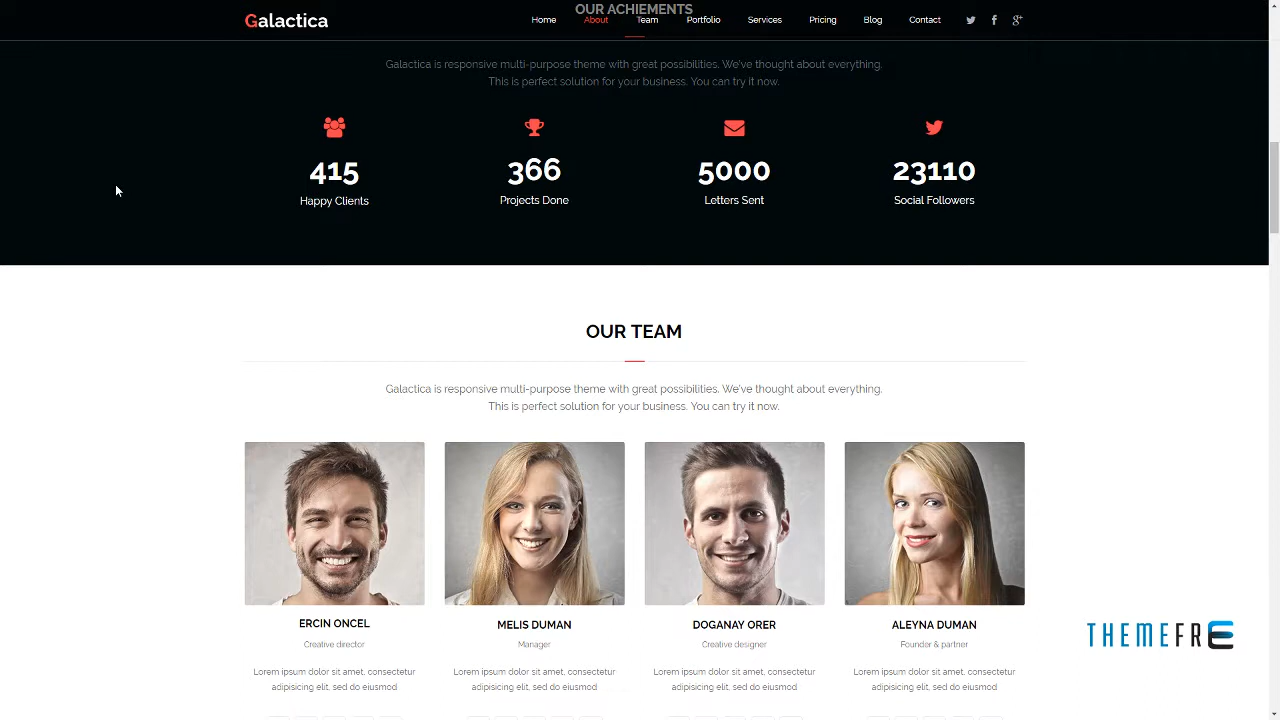 OUR ACHIEMENTS
Galactica
Home About Team Portfolio Services Pricing Blog Contact
Galactica is responsive multi-purpose theme with great possibilities. We've thought about everything.
This is perfect solution for your business. You can try it now.
415 366 5000 23110
Happy Clients Projects Done Letters Sent Social Followers
OUR TEAM
Galactica is responsive multi-purpose theme with great possibilities. We've thought about everything.
This is perfect solution for your business. You can try it now.
ERCIN ONCEL MELIS DUMAN DOGANAY ORER ALEYNA DUMAN
Creative director Manager Creative designer Founder & partner
Lorem ipsum dolor sit amet, consectetur Lorem ipsum dolor sit amet, consectetur Lorem ipsum dolor sit amet, consectetur Lorem ipsum dolor sit amet, consectetur
adipisicing elit, sed do eiusmod adipisicing elit, sed do eiusmod adipisicing elit, sed do eiusmod adipisicing elit, sed do eiusmod
THEMEFRE